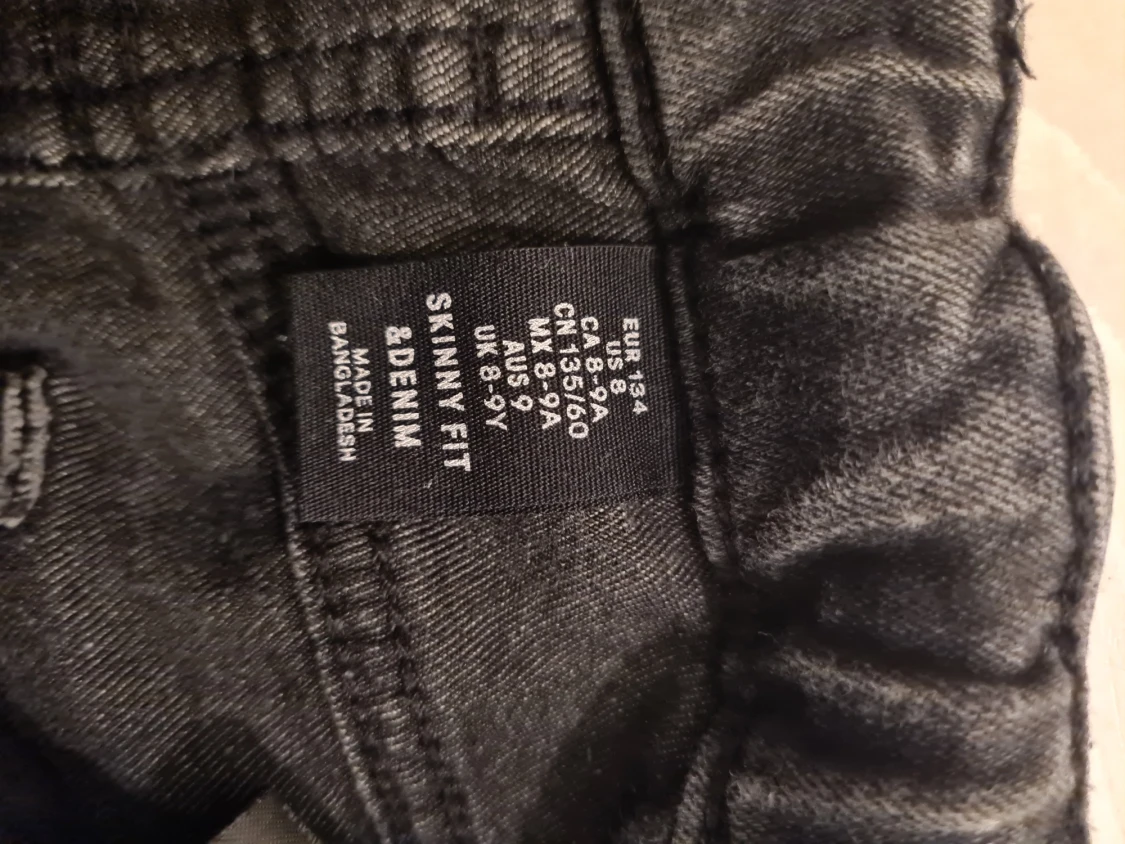 EUR 134
US 8
CA 8-9A
CN 135/60
MX 8-9A
AUS 9
UK 8-9Y
SKINNY FIT
&DENIM
MADE IN
BANGLADESH